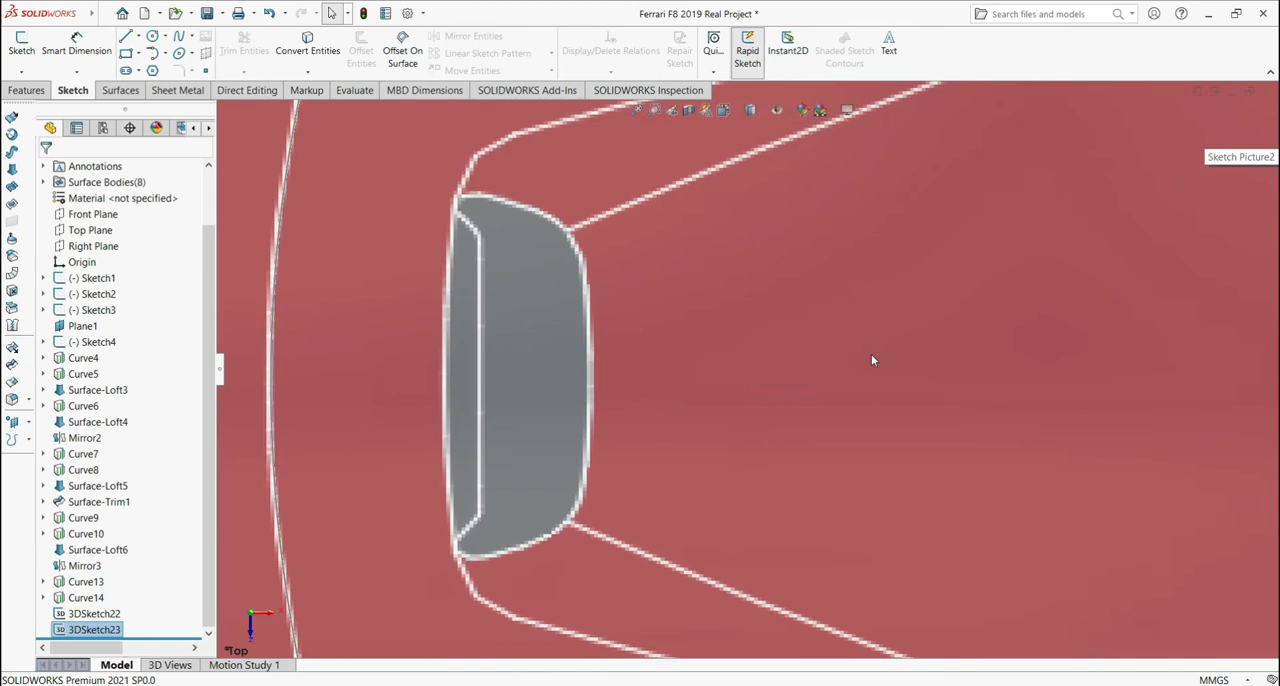 SOLIDWORKS
Ferrari F8 2019 Real Project *
Search files and models
Sketch
Smart Dimension
Trim Entities
Convert Entities
Offset Entities
Offset On Surface
Mirror Entities
Linear Sketch Pattern
Move Entities
Display/Delete Relations
Repair Sketch
Qui...
Rapid Sketch
Instant2D
Shaded Sketch Contours
Text
Features
Sketch
Surfaces
Sheet Metal
Direct Editing
Markup
Evaluate
MBD Dimensions
SOLIDWORKS Add-Ins
SOLIDWORKS Inspection
Sketch Picture2
Annotations
Surface Bodies(8)
Material <not specified>
Front Plane
Top Plane
Right Plane
Origin
(-) Sketch1
(-) Sketch2
(-) Sketch3
Plane1
(-) Sketch4
Curve4
Curve5
Surface-Loft3
Curve6
Surface-Loft4
Mirror2
Curve7
Curve8
Surface-Loft5
Surface-Trim1
Curve9
Curve10
Surface-Loft6
Mirror3
Curve13
Curve14
3D 3DSketch22
3D 3DSketch23
*Top
Model
3D Views
Motion Study 1
SOLIDWORKS Premium 2021 SP0.0
MMGS